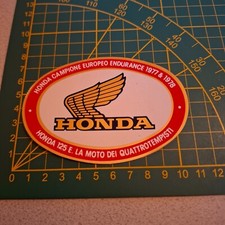 HONDA CAMPIONE EUROPEO ENDURANCE 1977 & 1978
HONDA
HONDA 125 E. LA MOTO DEI QUATTROTEMPISTI